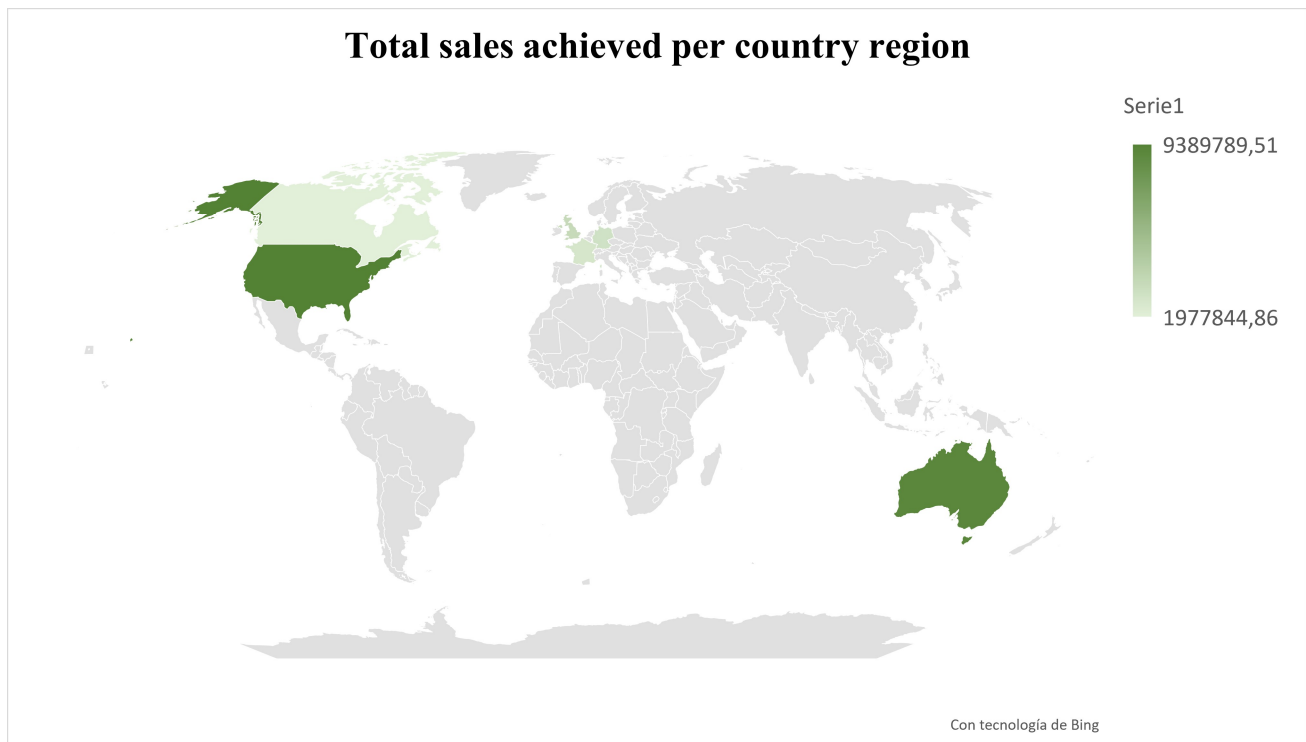 Total sales achieved per country region
Serie1
9389789,51
1977844,86
Con tecnología de Bing